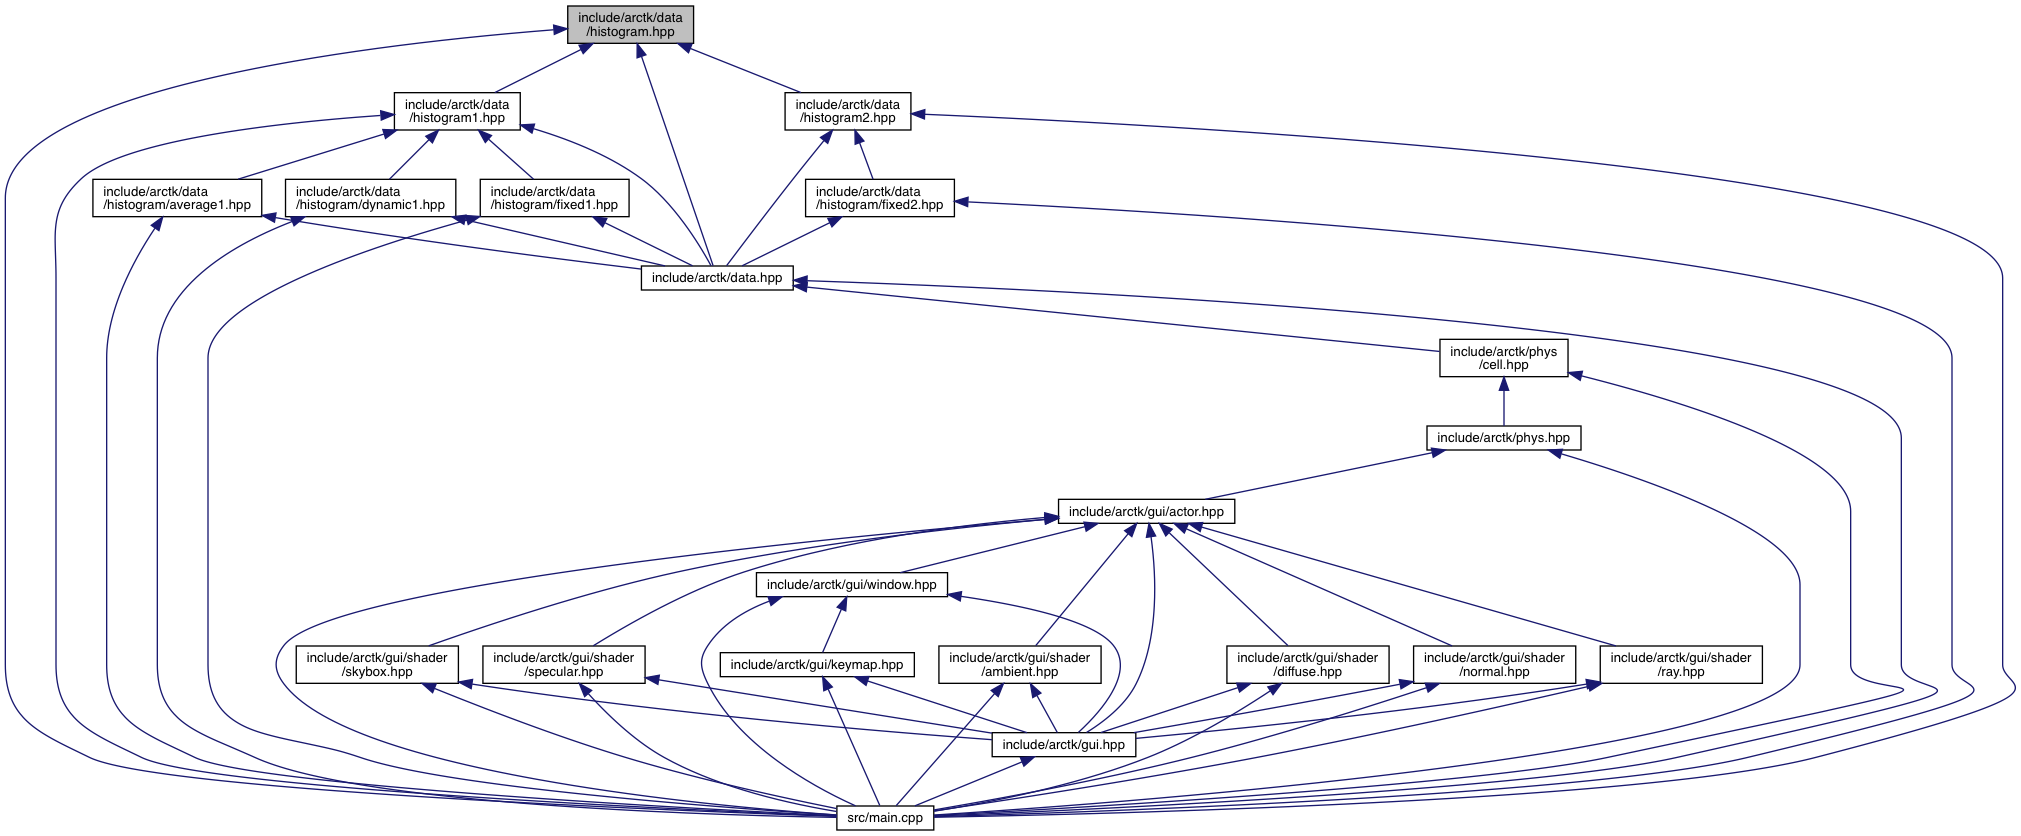 include/arctk/data
/histogram.hpp
include/arctk/data
/histogram1.hpp
include/arctk/data
/histogram2.hpp
include/arctk/data
/histogram/average1.hpp
include/arctk/data
/histogram/dynamic1.hpp
include/arctk/data
/histogram/fixed1.hpp
include/arctk/data
/histogram/fixed2.hpp
include/arctk/data.hpp
include/arctk/phys
/cell.hpp
include/arctk/phys.hpp
include/arctk/gui/actor.hpp
include/arctk/gui/window.hpp
include/arctk/gui/shader
/skybox.hpp
include/arctk/gui/shader
/specular.hpp
include/arctk/gui/keymap.hpp
include/arctk/gui/shader
/ambient.hpp
include/arctk/gui/shader
/diffuse.hpp
include/arctk/gui/shader
/normal.hpp
include/arctk/gui/shader
/ray.hpp
include/arctk/gui.hpp
src/main.cpp